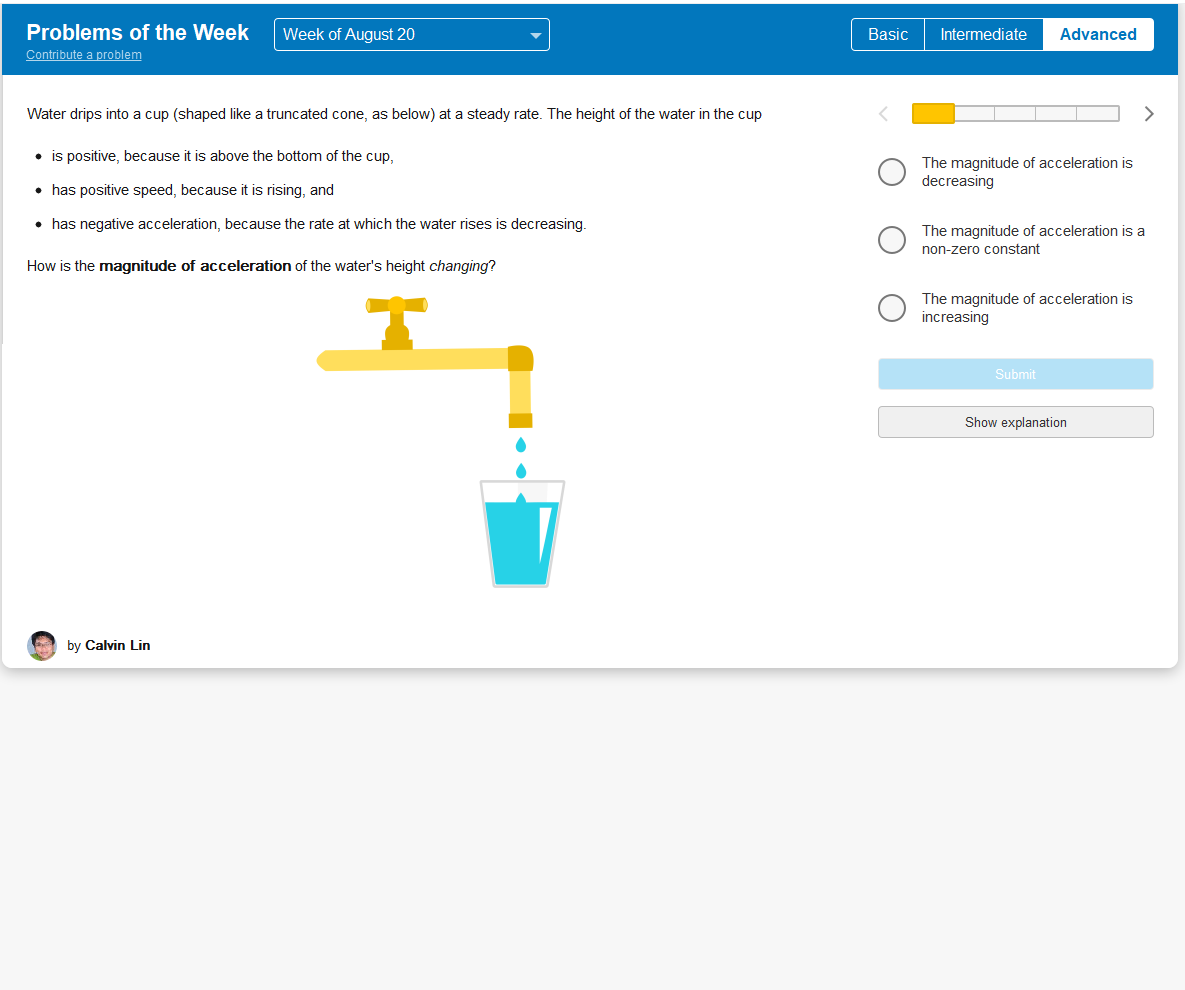 Problems of the Week
Contribute a problem
Week of August 20
Basic
Intermediate
Advanced
Water drips into a cup (shaped like a truncated cone, as below) at a steady rate. The height of the water in the cup
is positive, because it is above the bottom of the cup,
has positive speed, because it is rising, and
has negative acceleration, because the rate at which the water rises is decreasing.
How is the magnitude of acceleration of the water's height changing?
by Calvin Lin
The magnitude of acceleration is
decreasing
The magnitude of acceleration is a
non-zero constant
The magnitude of acceleration is
increasing
Submit
Show explanation